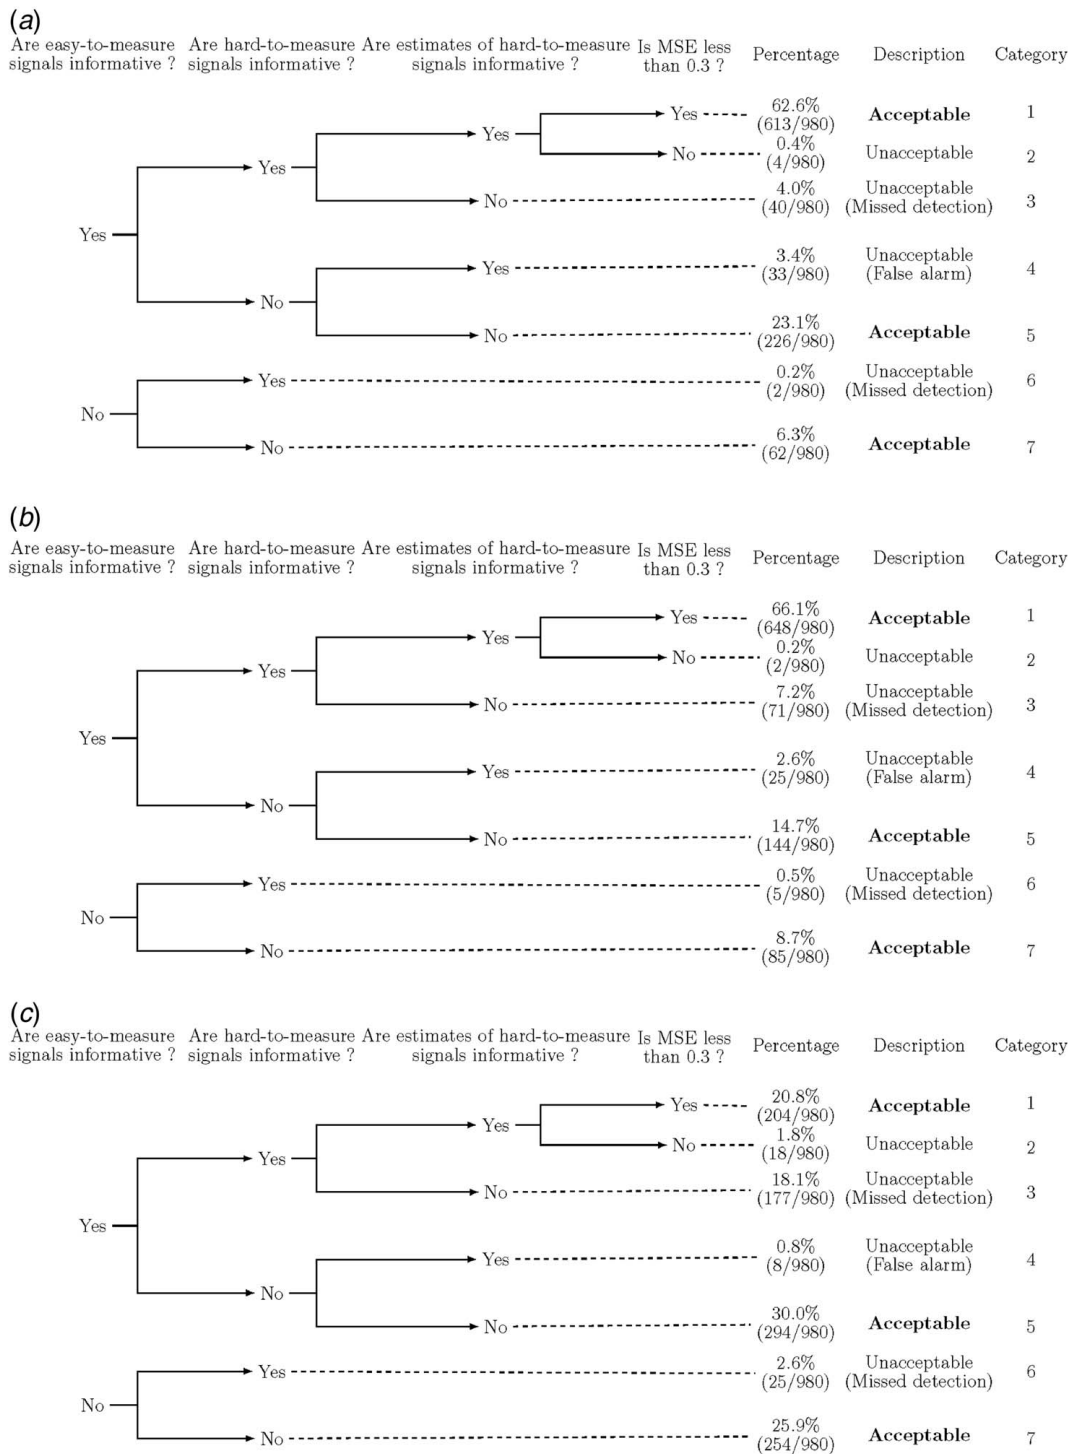 (a)
Are easy-to-measure Are hard-to-measure Are estimates of hard-to-measure Is MSE less
signals informative ? signals informative ? signals informative ? than 0.3 ? Percentage Description Category
62.6%
Yes Acceptable 1
(613/980)
Yes
0.4%
No Unacceptable 2
(4/980)
Yes
4.0% Unacceptable
No 3
(40/980) (Missed detection)
Yes
3.4% Unacceptable
Yes 4
(33/980) (False alarm)
No
23.1%
No Acceptable 5
(226/980)
0.2% Unacceptable
Yes 6
(2/980) (Missed detection)
No
6.3%
No Acceptable 7
(62/980)
(b)
Are easy-to-measure Are hard-to-measure Are estimates of hard-to-measure Is MSE less
signals informative ? signals informative ? signals informative ? than 0.3 ? Percentage Description Category
66.1%
Yes Acceptable 1
(648/980)
Yes
0.2%
No Unacceptable 2
(2/980)
Yes
7.2% Unacceptable
No 3
(71/980) (Missed detection)
Yes
2.6% Unacceptable
Yes 4
(25/980) (False alarm)
No
14.7%
No Acceptable 5
(144/980)
0.5% Unacceptable
Yes 6
(5/980) (Missed detection)
No
8.7%
No Acceptable 7
(85/980)
(c)
Are easy-to-measure Are hard-to-measure Are estimates of hard-to-measure Is MSE less
signals informative ? signals informative ? signals informative ? than 0.3 ? Percentage Description Category
20.8%
Yes Acceptable 1
(204/980)
Yes
1.8%
No Unacceptable 2
(18/980)
Yes
18.1% Unacceptable
No 3
(177/980) (Missed detection)
Yes
0.8% Unacceptable
Yes 4
(8/980) (False alarm)
No
30.0%
No Acceptable 5
(294/980)
2.6% Unacceptable
Yes 6
(25/980) (Missed detection)
No
25.9%
No Acceptable 7
(254/980)